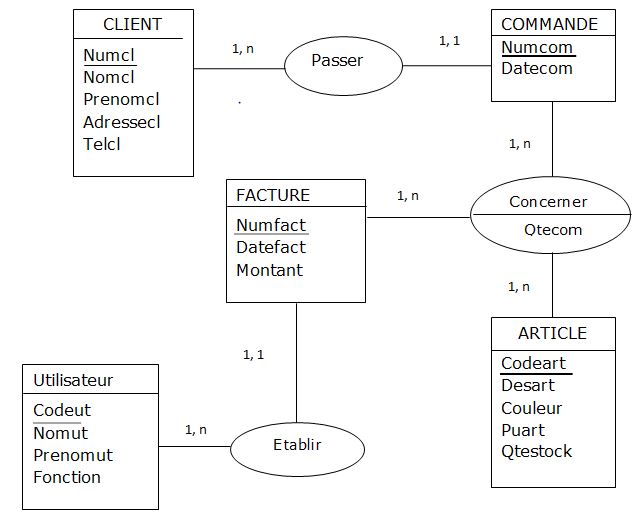 CLIENT
Numcl
Nomcl
Prenomcl
Adressecl
Telcl
1, n
Passer
1, 1
COMMANDE
Numcom
Datecom
1, n
FACTURE
Numfact
Datefact
Montant
1, n
Concerner
Qtecom
1, n
ARTICLE
Codeart
Desart
Couleur
Puart
Qtestock
1, 1
Utilisateur
Codeut
Nomut
Prenomut
Fonction
1, n
Etablir